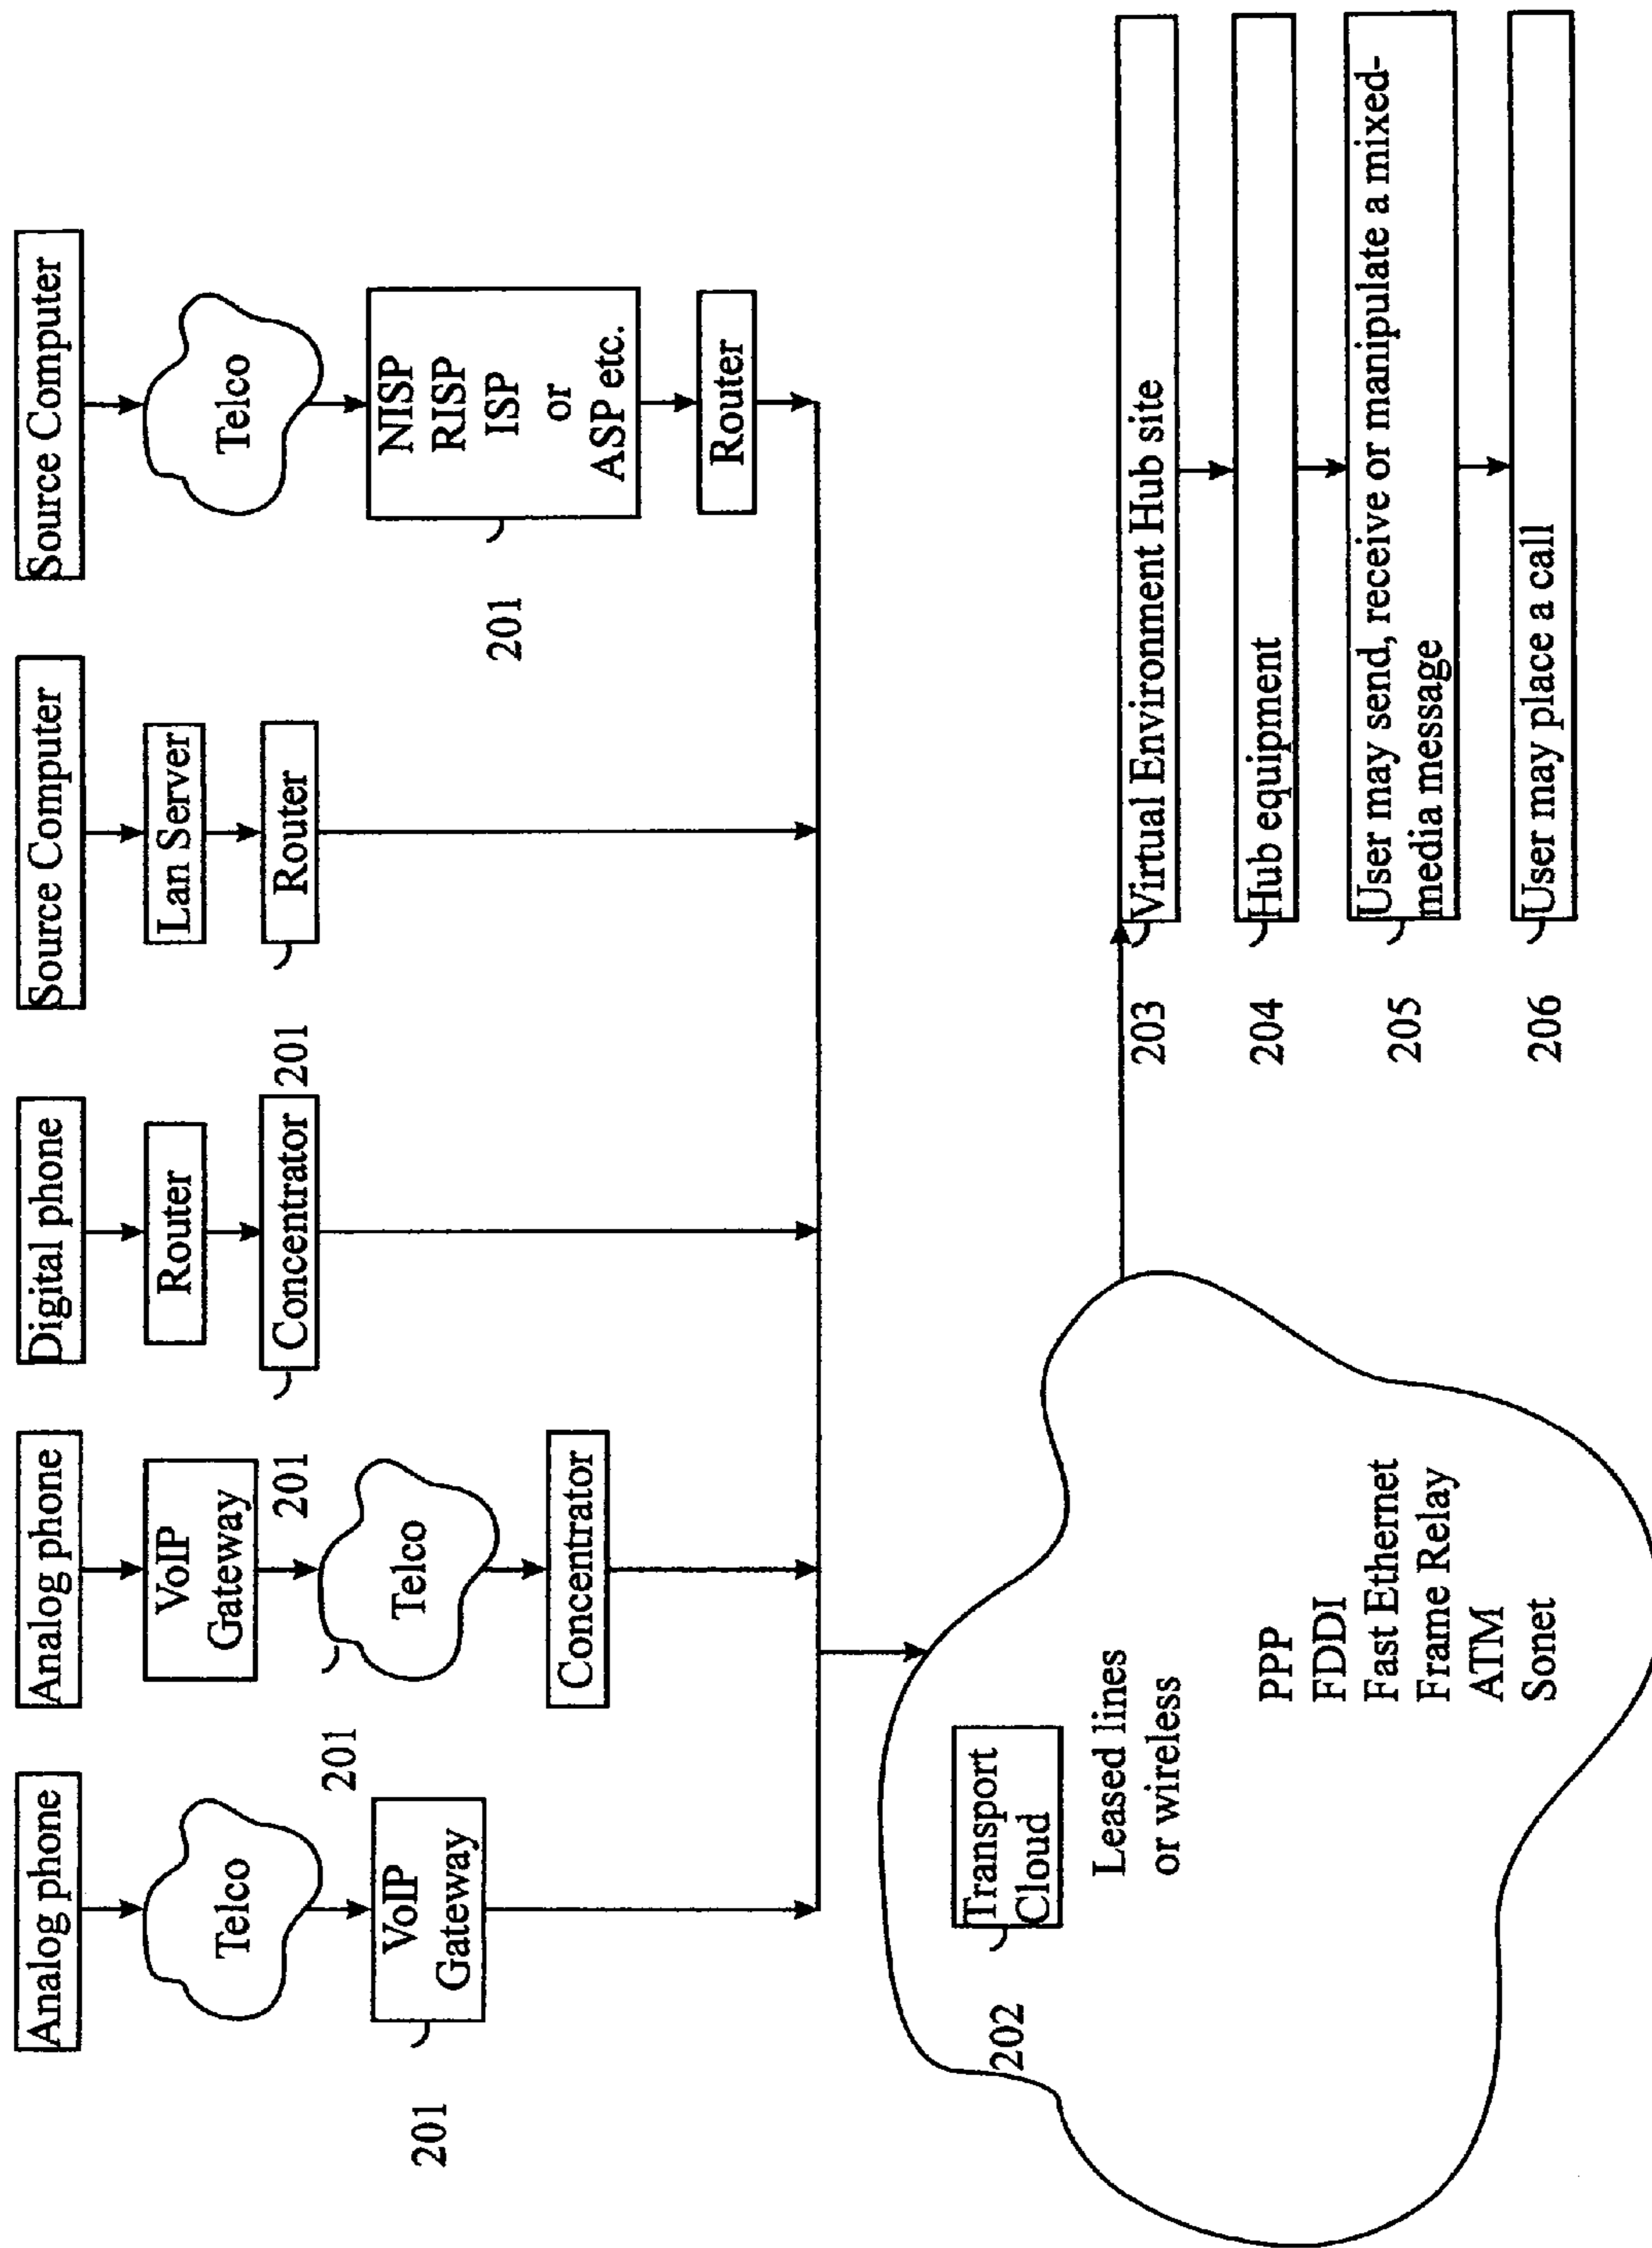 Analog phone
Telco
VoIP
Gateway
201
Analog phone
VoIP
Gateway
201
Telco
201
Concentrator
Digital phone
Router
Concentrator
201
Source Computer
Lan Server
Router
Source Computer
Telco
NISP
RISP
ISP
or
ASP etc.
201
Router
Transport
Cloud
202
Leased lines
or wireless
PPP
FDDI
Fast Ethernet
Frame Relay
ATM
Sonet
Virtual Environment Hub site
203
Hub equipment
204
User may send, receive or manipulate a mixed-
media message
205
User may place a call
206